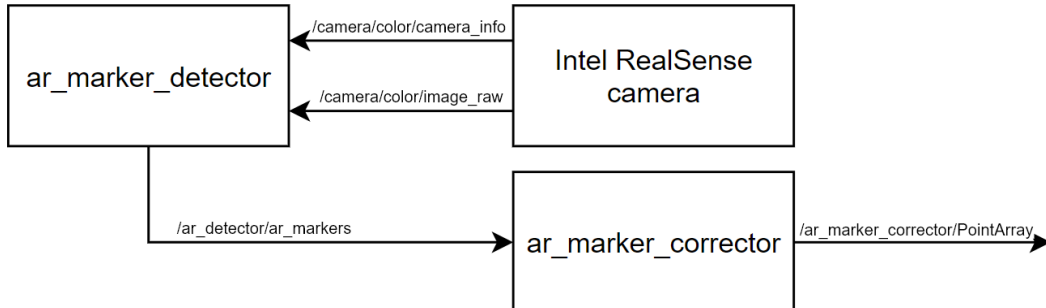 /camera/color/camera_info
ar_marker_detector
Intel RealSense
camera
/camera/color/image_raw
/ar_detector/ar_markers
ar_marker_corrector
/ar_marker_corrector/PointArray